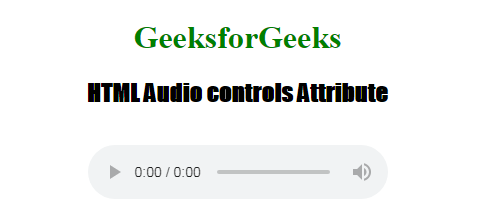 GeeksforGeeks
HTML Audio controls Attribute
0:00 / 0:00